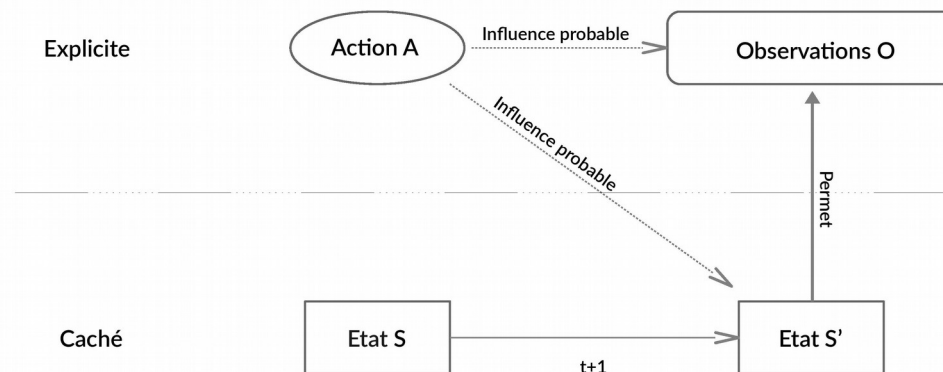 Explicite
Action A
Influence probable
Observations O
Influence probable
Permet
Caché
Etat S
t+1
Etat S’